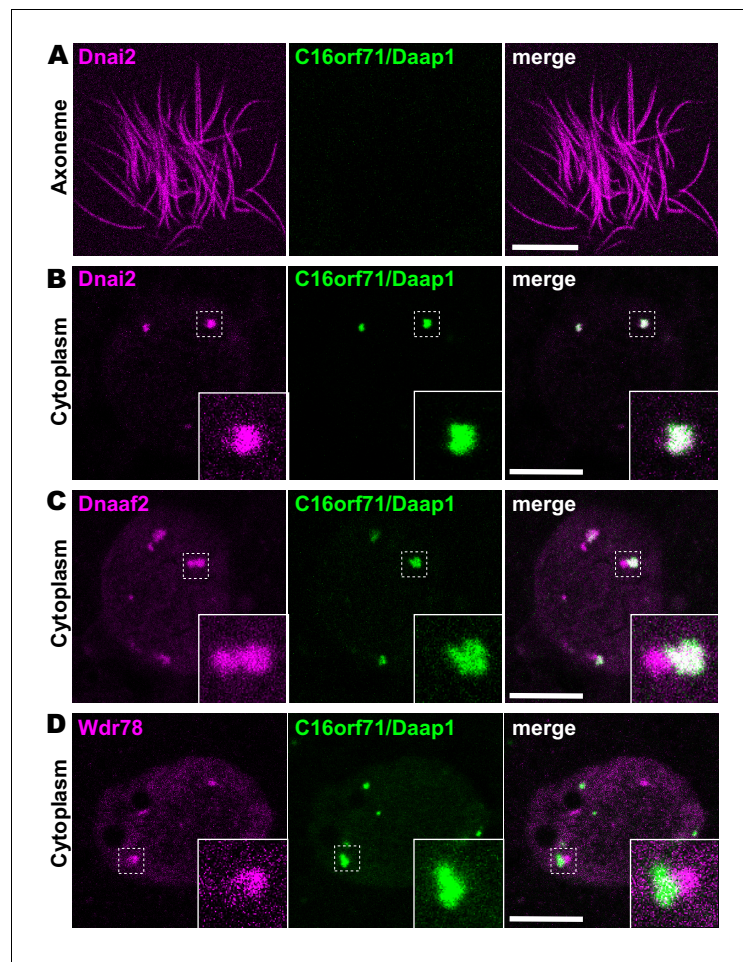 A Dnai2 C16orf71/Daap1 merge
Axoneme
B Dnai2 C16orf71/Daap1 merge
Cytoplasm
C Dnaaf2 C16orf71/Daap1 merge
Cytoplasm
D Wdr78 C16orf71/Daap1 merge
Cytoplasm